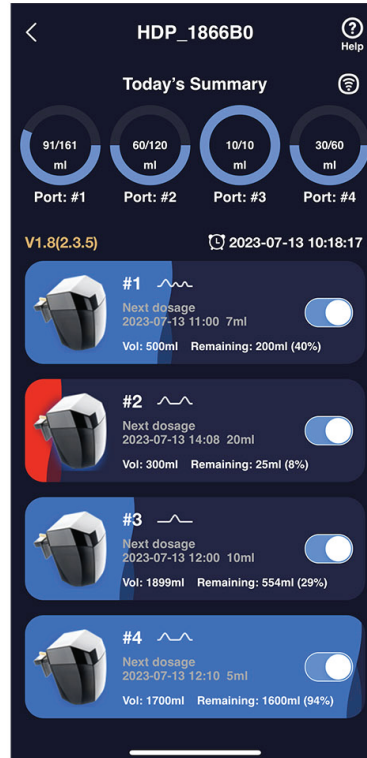 HDP_1866B0
Help
Today's Summary
91/161 ml
60/120 ml
10/10 ml
30/60 ml
Port: #1
Port: #2
Port: #3
Port: #4
V1.8(2.3.5)
2023-07-13 10:18:17
#1
Next dosage
2023-07-13 11:00 7ml
Vol: 500ml Remaining: 200ml (40%)
#2
Next dosage
2023-07-13 14:08 20ml
Vol: 300ml Remaining: 25ml (8%)
#3
Next dosage
2023-07-13 12:00 10ml
Vol: 1899ml Remaining: 554ml (29%)
#4
Next dosage
2023-07-13 12:10 5ml
Vol: 1700ml Remaining: 1600ml (94%)